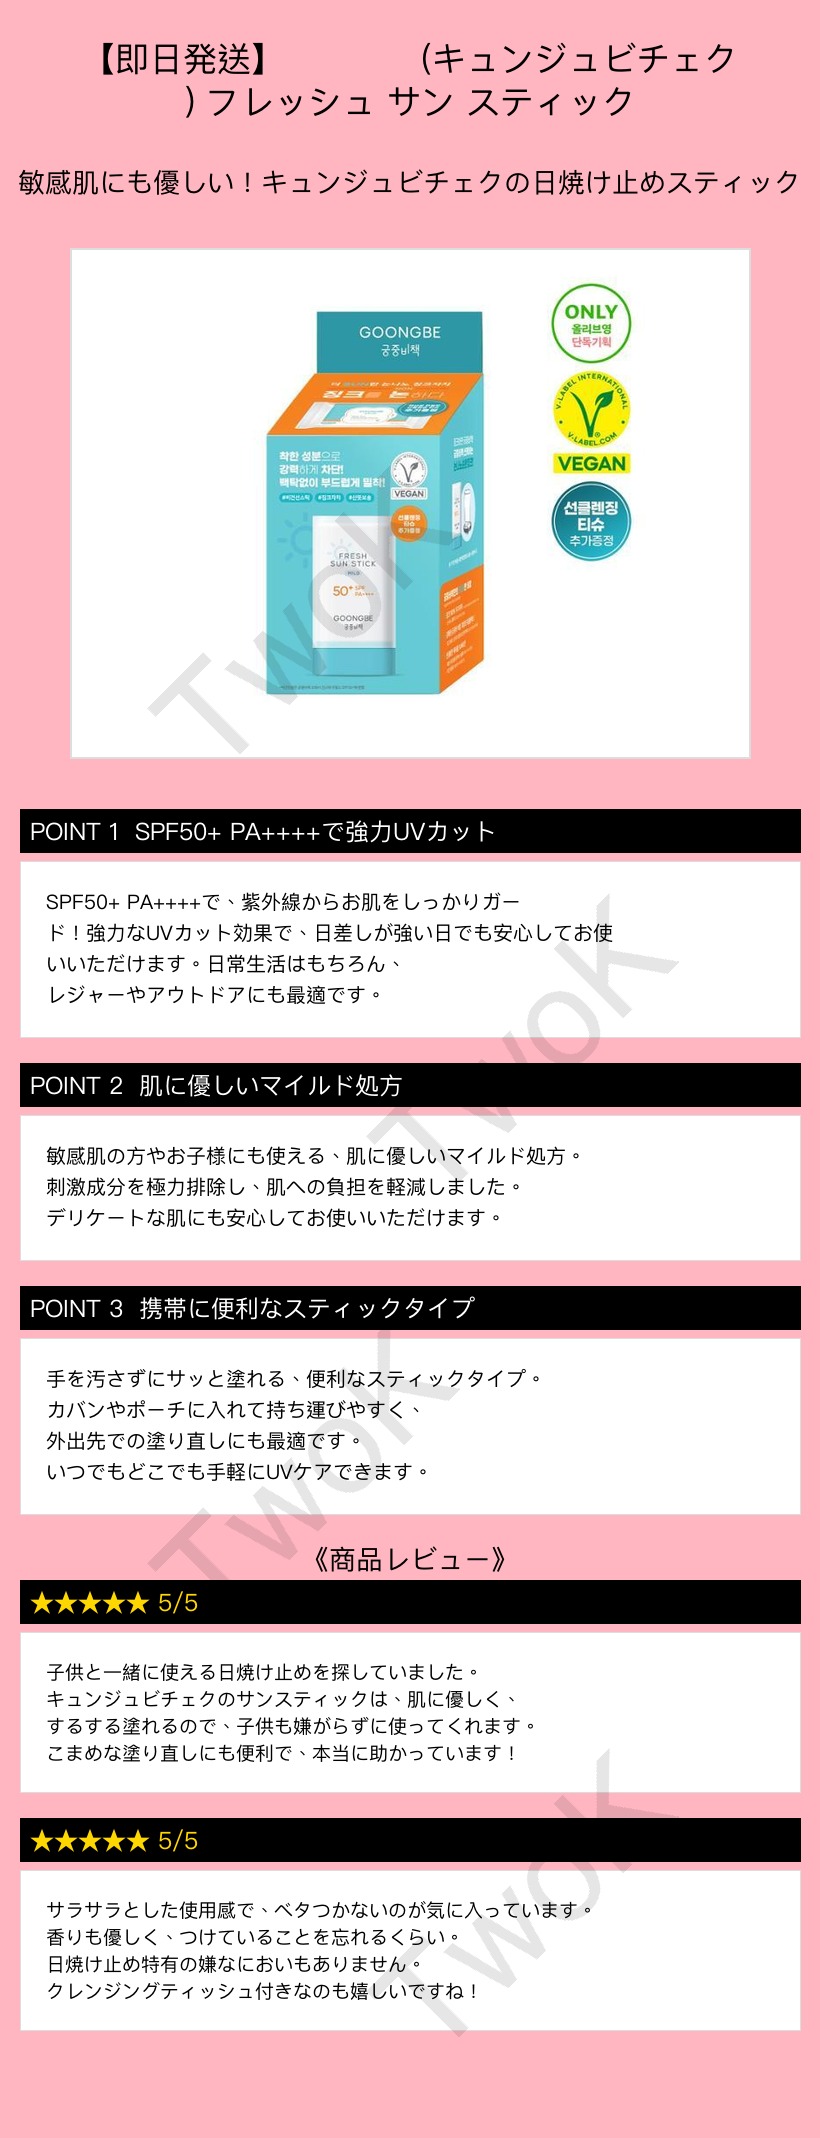 【即日発送】 (キュンジュビチェク
) フレッシュ サン スティック
敏感肌にも優しい！キュンジュビチェクの日焼け止めスティック
GOONGBE
궁중비책
징크를 논하다
착한 성분으로
강력하게 차단!
백탁없이 부드럽게 밀착!
VEGAN
선클렌징
티슈
추가증정
FRESH
SUN STICK
MILD
50+ SPF
PA++++
GOONGBE
궁중비책
ONLY
올리브영
단독기획
V-LABEL INTERNATIONAL
V-LABEL.COM
VEGAN
선클렌징
티슈
추가증정
TwoK
POINT 1 SPF50+ PA++++で強力UVカット
SPF50+ PA++++で、紫外線からお肌をしっかりガー
ド！強力なUVカット効果で、日差しが強い日でも安心してお使
いいただけます。日常生活はもちろん、
レジャーやアウトドアにも最適です。
TwoK
POINT 2 肌に優しいマイルド処方
敏感肌の方やお子様にも使える、肌に優しいマイルド処方。
刺激成分を極力排除し、肌への負担を軽減しました。
デリケートな肌にも安心してお使いいただけます。
POINT 3 携帯に便利なスティックタイプ
手を汚さずにサッと塗れる、便利なスティックタイプ。
カバンやポーチに入れて持ち運びやすく、
外出先での塗り直しにも最適です。
いつでもどこでも手軽にUVケアできます。
TwoK
《商品レビュー》
★★★★★ 5/5
子供と一緒に使える日焼け止めを探していました。
キュンジュビチェクのサンスティックは、肌に優しく、
するする塗れるので、子供も嫌がらずに使ってくれます。
こまめな塗り直しにも便利で、本当に助かっています！
★★★★★ 5/5
サラサラとした使用感で、ベタつかないのが気に入っています。
香りも優しく、つけていることを忘れるくらい。
日焼け止め特有の嫌なにおいもありません。
クレンジングティッシュ付きなのも嬉しいですね！
TwoK